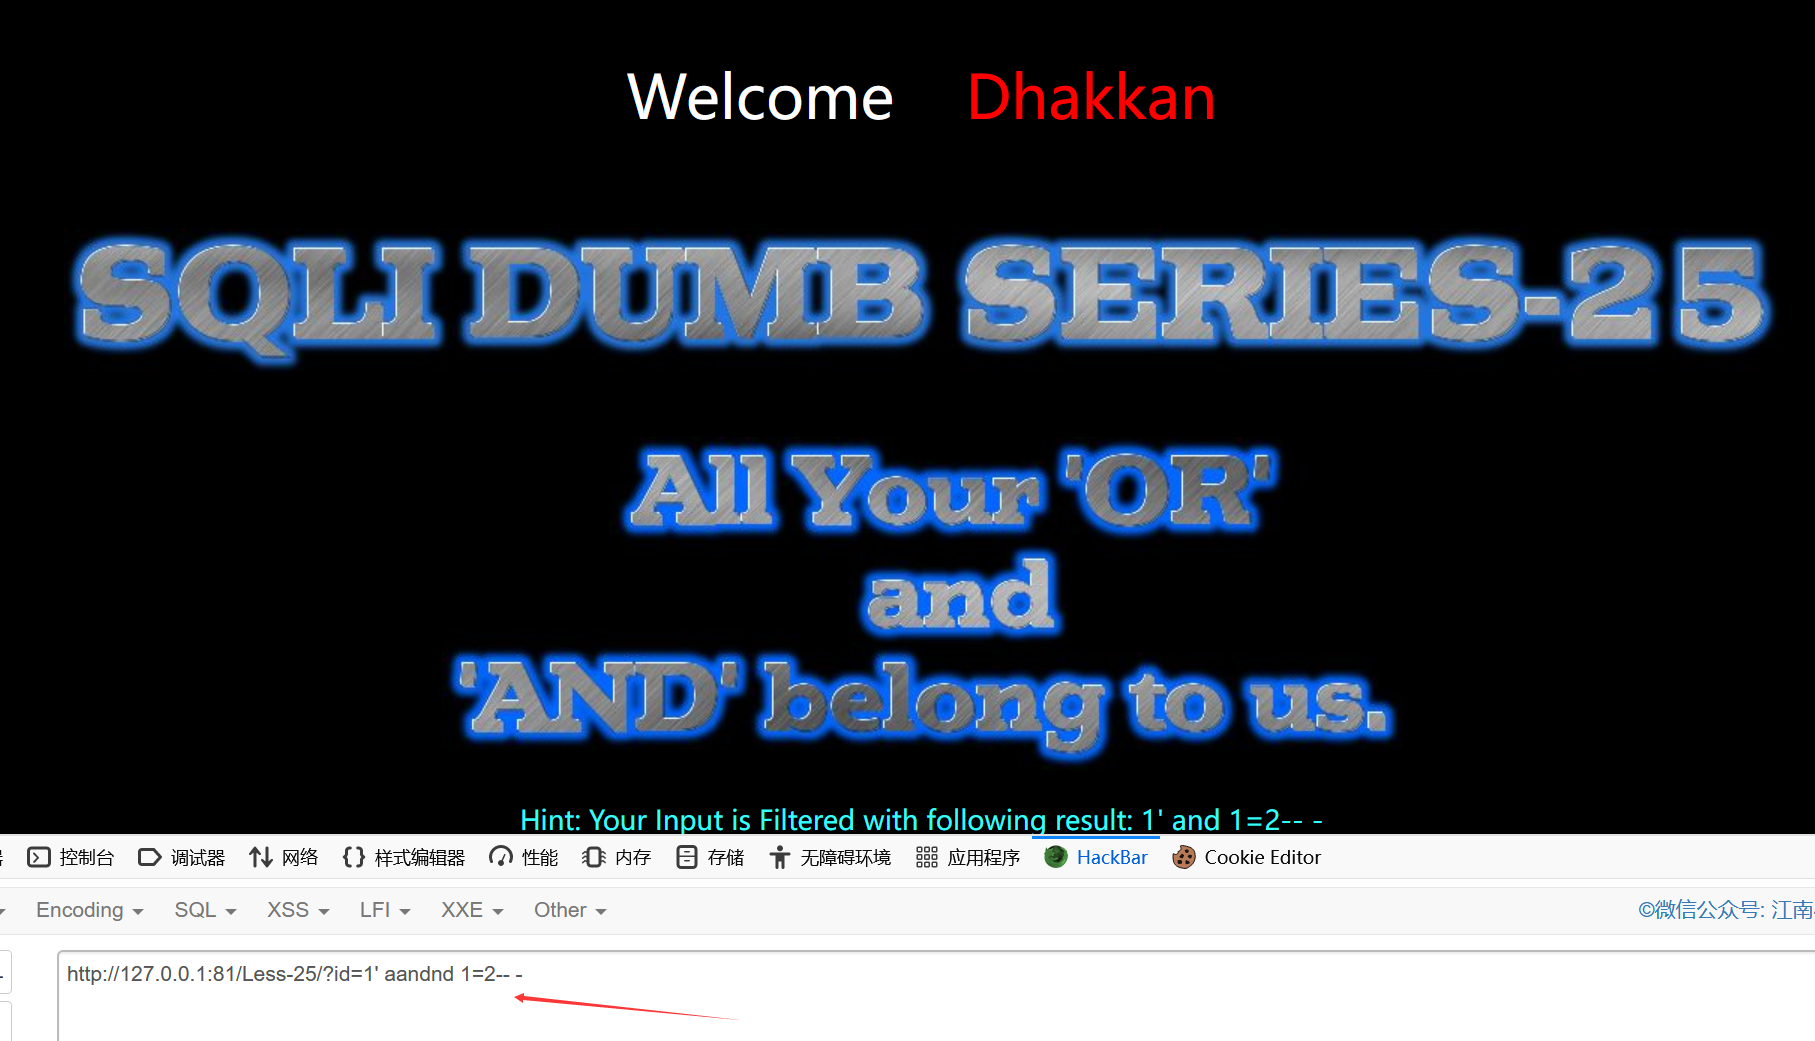 Welcome Dhakkan
SQLI DUMB SERIES-25
All Your 'OR'
and
'AND' belong to us.
Hint: Your Input is Filtered with following result: 1' and 1=2-- -
控制台 调试器 网络 样式编辑器 性能 内存 存储 无障碍环境 应用程序 HackBar Cookie Editor
Encoding SQL XSS LFI XXE Other ©微信公众号: 江南
http://127.0.0.1:81/Less-25/?id=1' aandnd 1=2-- -